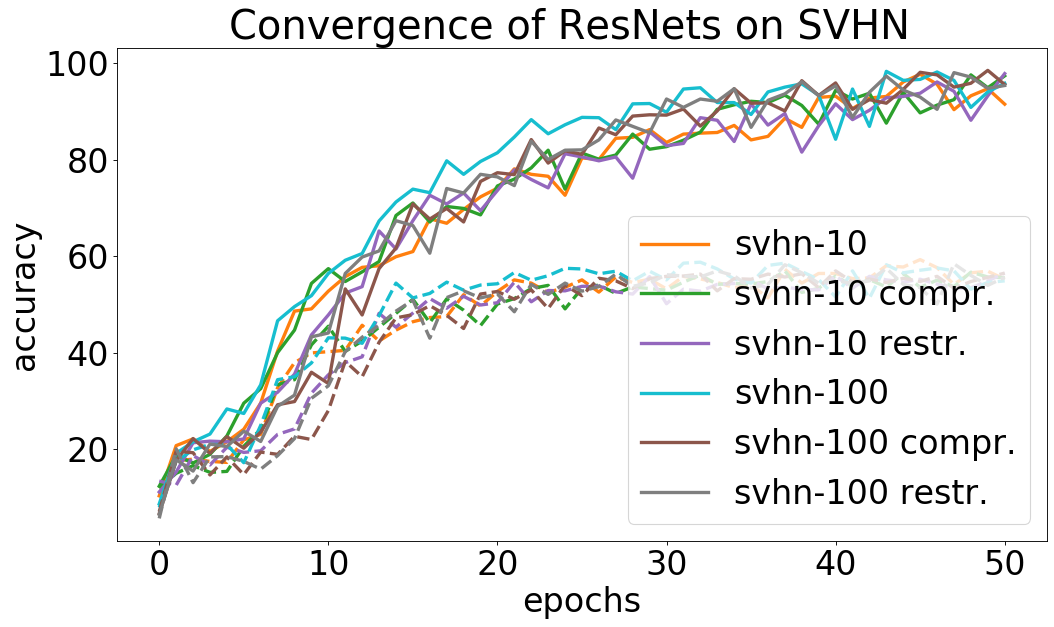 Convergence of ResNets on SVHN
accuracy
100
80
60
40
20
svhn-10
svhn-10 compr.
svhn-10 restr.
svhn-100
svhn-100 compr.
svhn-100 restr.
0 10 20 30 40 50
epochs